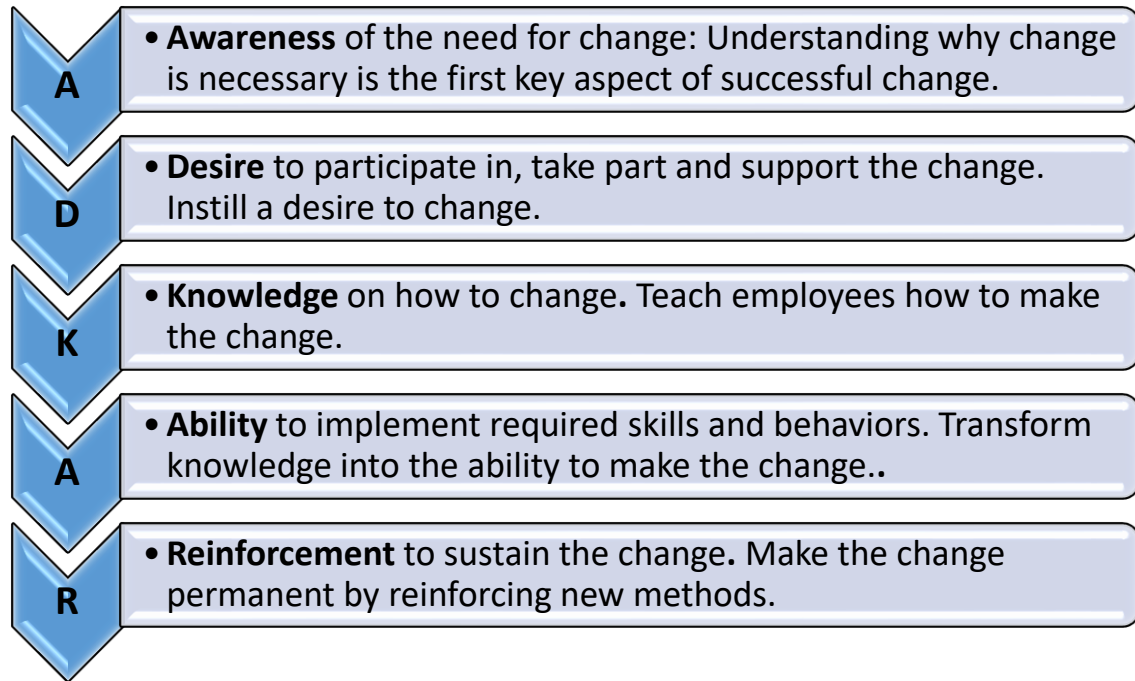 A
• Awareness of the need for change: Understanding why change
is necessary is the first key aspect of successful change.
D
• Desire to participate in, take part and support the change.
Instill a desire to change.
K
• Knowledge on how to change. Teach employees how to make
the change.
A
• Ability to implement required skills and behaviors. Transform
knowledge into the ability to make the change..
R
• Reinforcement to sustain the change. Make the change
permanent by reinforcing new methods.